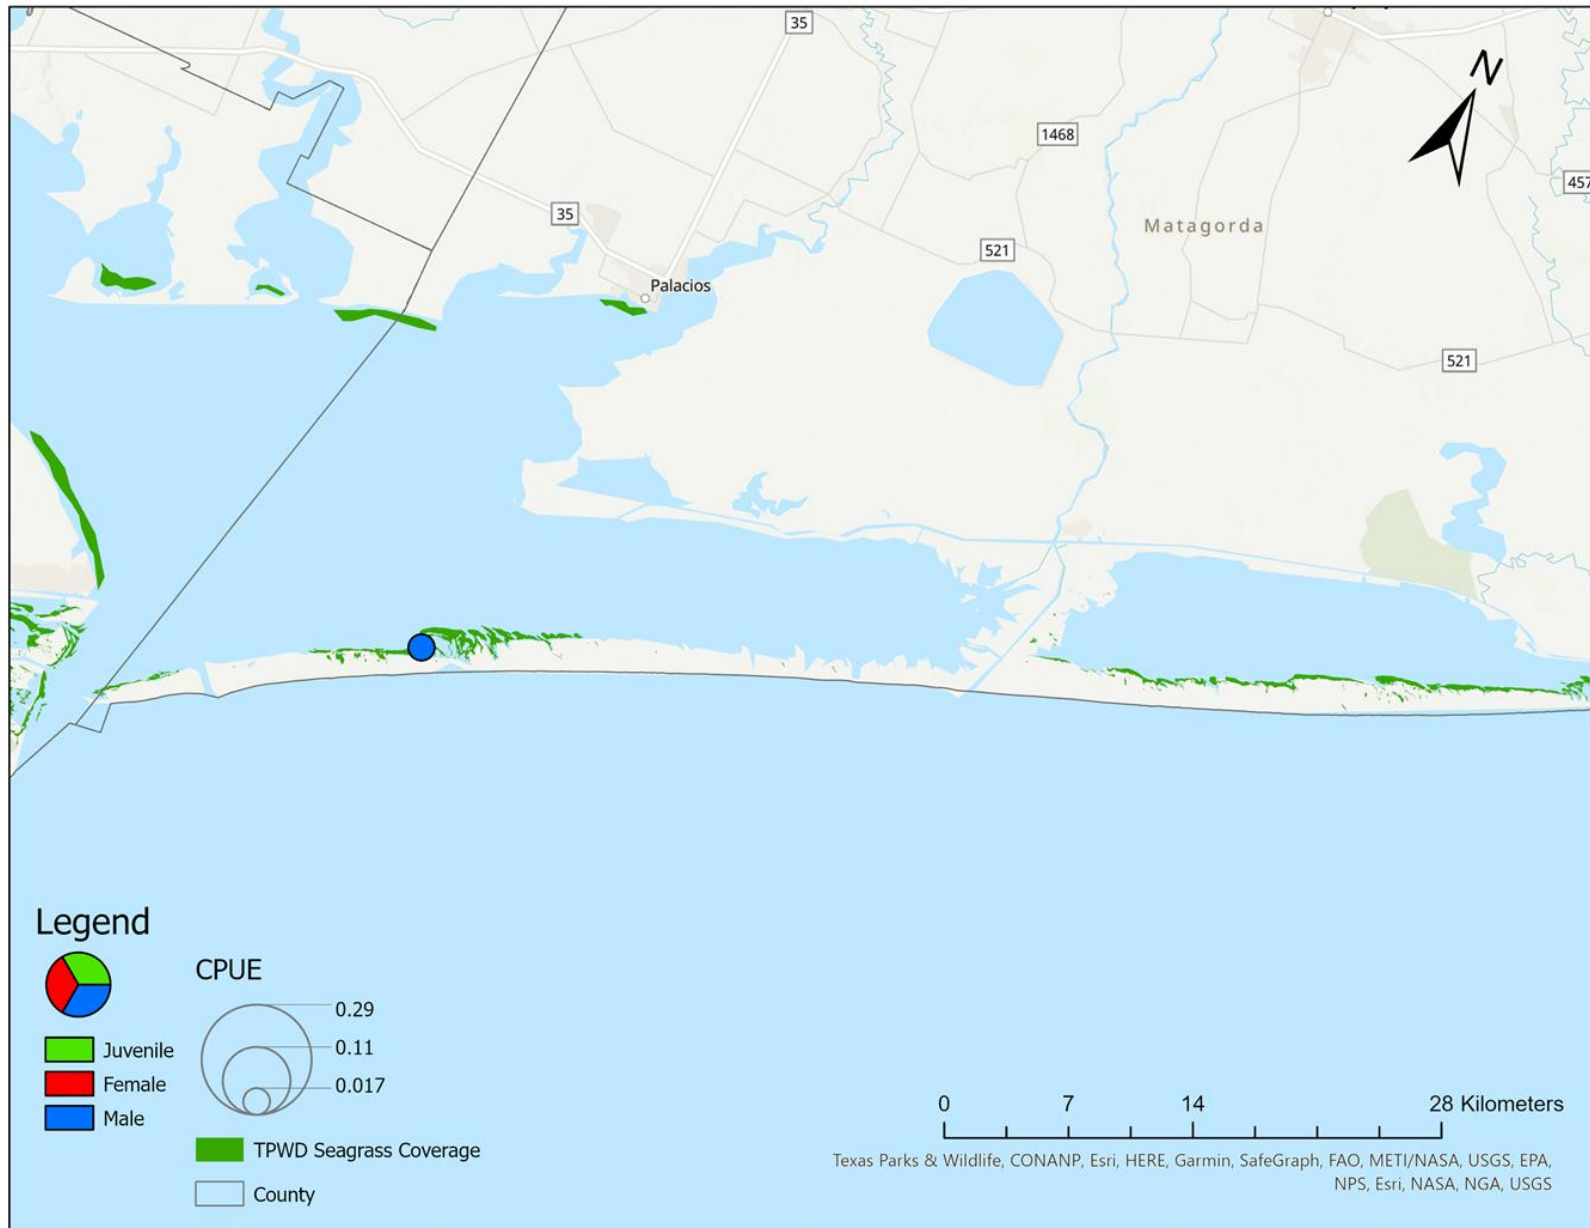 35
N
1468
457
35
Matagorda
521
Palacios
521
Legend
CPUE
0.29
0.11
0.017
Juvenile
Female
Male
TPWD Seagrass Coverage
County
0 7 14 28 Kilometers
Texas Parks & Wildlife, CONANP, Esri, HERE, Garmin, SafeGraph, FAO, METI/NASA, USGS, EPA,
NPS, Esri, NASA, NGA, USGS